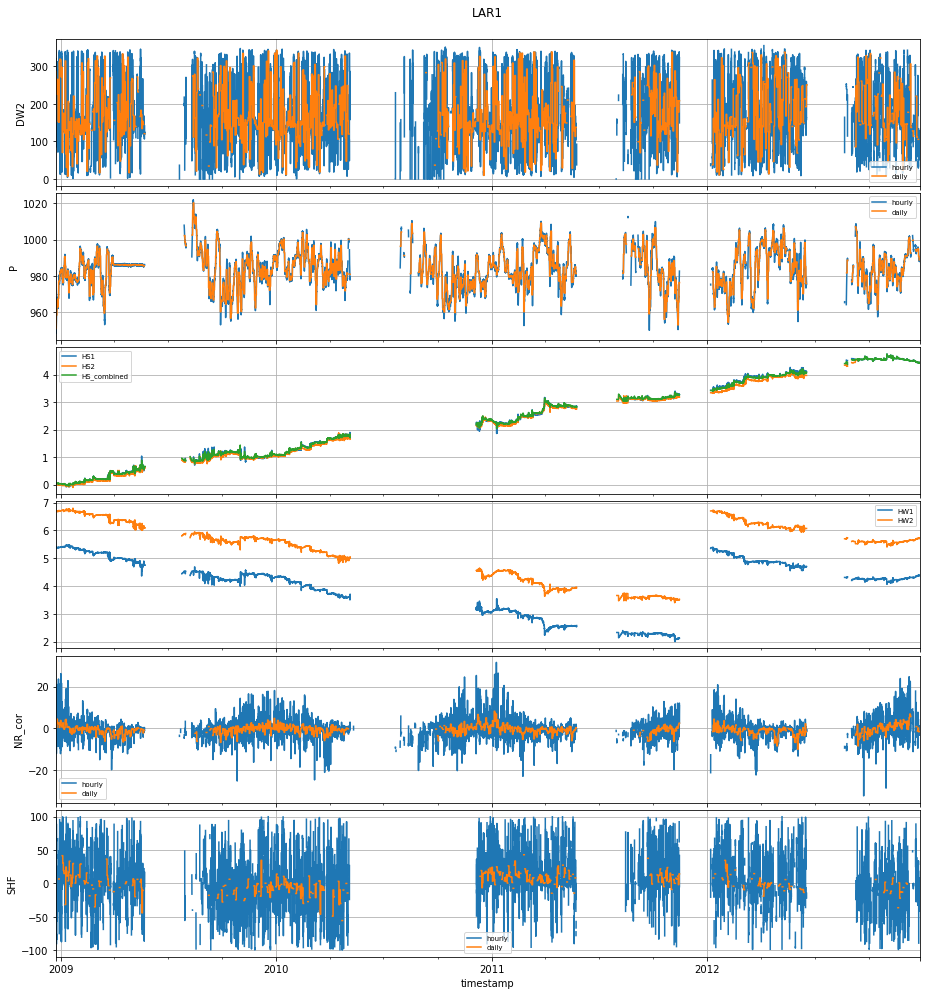 LAR1
DW2
300
200
100
0
hourly
daily
P
1020
1000
980
960
hourly
daily
4
3
2
1
0
HS1
HS2
HS_combined
7
6
5
4
3
2
HW1
HW2
NR_cor
20
0
−20
hourly
daily
SHF
100
50
0
−50
−100
hourly
daily
2009 2010 2011 2012
timestamp